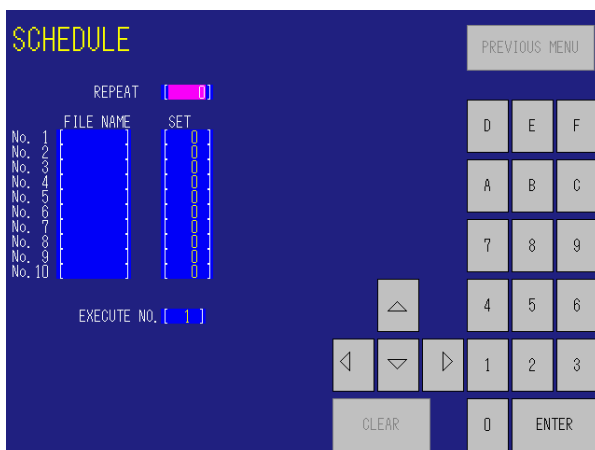 SCHEDULE
PREVIOUS MENU
REPEAT [ 0]
FILE NAME SET
No. 1 [ ] [ 0 ]
No. 2 [ ] [ 0 ]
No. 3 [ ] [ 0 ]
No. 4 [ ] [ 0 ]
No. 5 [ ] [ 0 ]
No. 6 [ ] [ 0 ]
No. 7 [ ] [ 0 ]
No. 8 [ ] [ 0 ]
No. 9 [ ] [ 0 ]
No. 10 [ ] [ 0 ]
EXECUTE NO. [ 1 ]
D E F
A B C
7 8 9
4 5 6
1 2 3
CLEAR 0 ENTER